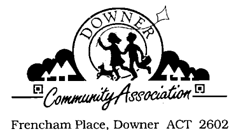 DOWNER
Community Association
Frencham Place, Downer ACT 2602